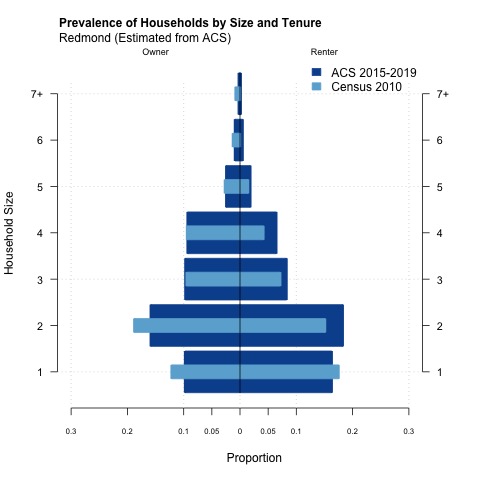 Prevalence of Households by Size and Tenure
Redmond (Estimated from ACS)
Owner
Renter
ACS 2015-2019
Census 2010
7+
7+
6
6
5
5
4
4
3
3
2
2
1
1
Household Size
0.3
0.2
0.1
0.05
0
0.05
0.1
0.2
0.3
Proportion